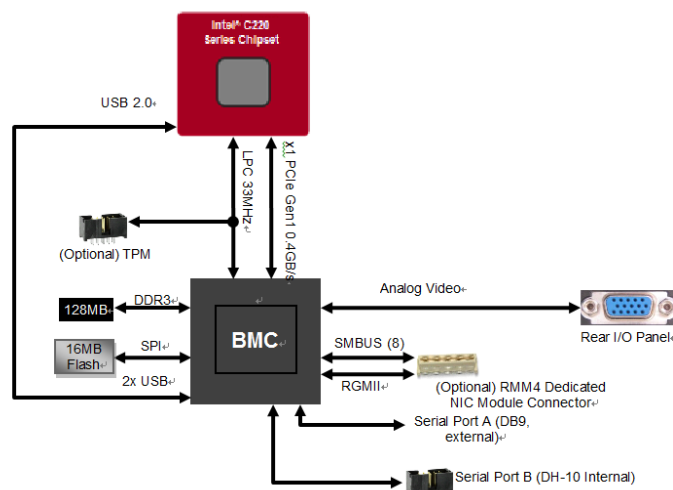 Intel® C220
Series Chipset
USB 2.0
LPC 33MHz
x1 PCIe Gen1 0.4GB/s
(Optional) TPM
DDR3
128MB
Analog Video
BMC
Rear I/O Panel
SPI
SMBUS (8)
16MB
Flash
2x USB
RGMII
(Optional) RMM4 Dedicated
NIC Module Connector
Serial Port A (DB9,
external)
Serial Port B (DH-10 Internal)